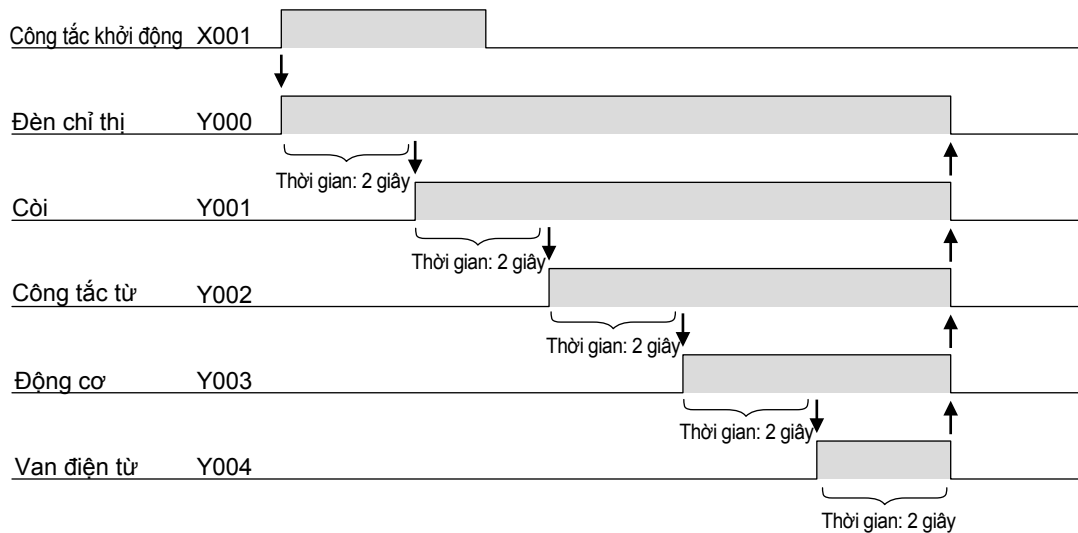 Công tắc khởi động X001
Đèn chỉ thị Y000
Thời gian: 2 giây
Còi Y001
Thời gian: 2 giây
Công tắc từ Y002
Thời gian: 2 giây
Động cơ Y003
Thời gian: 2 giây
Van điện từ Y004
Thời gian: 2 giây